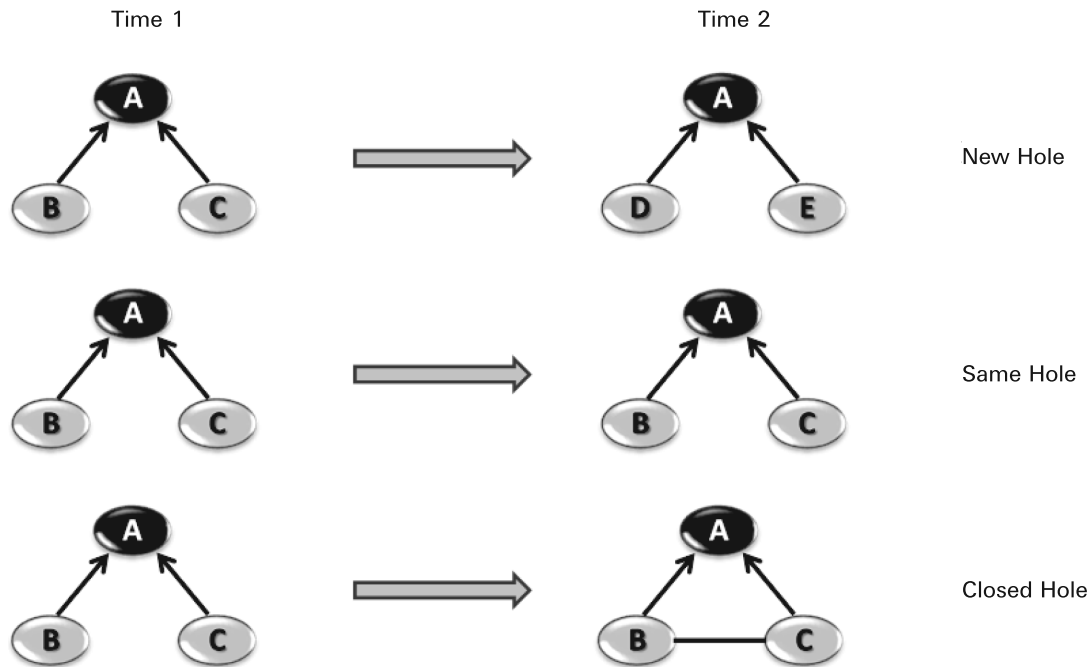 Time 1 Time 2
A A
New Hole
B C D E
A A
Same Hole
B C B C
A A
Closed Hole
B C B C